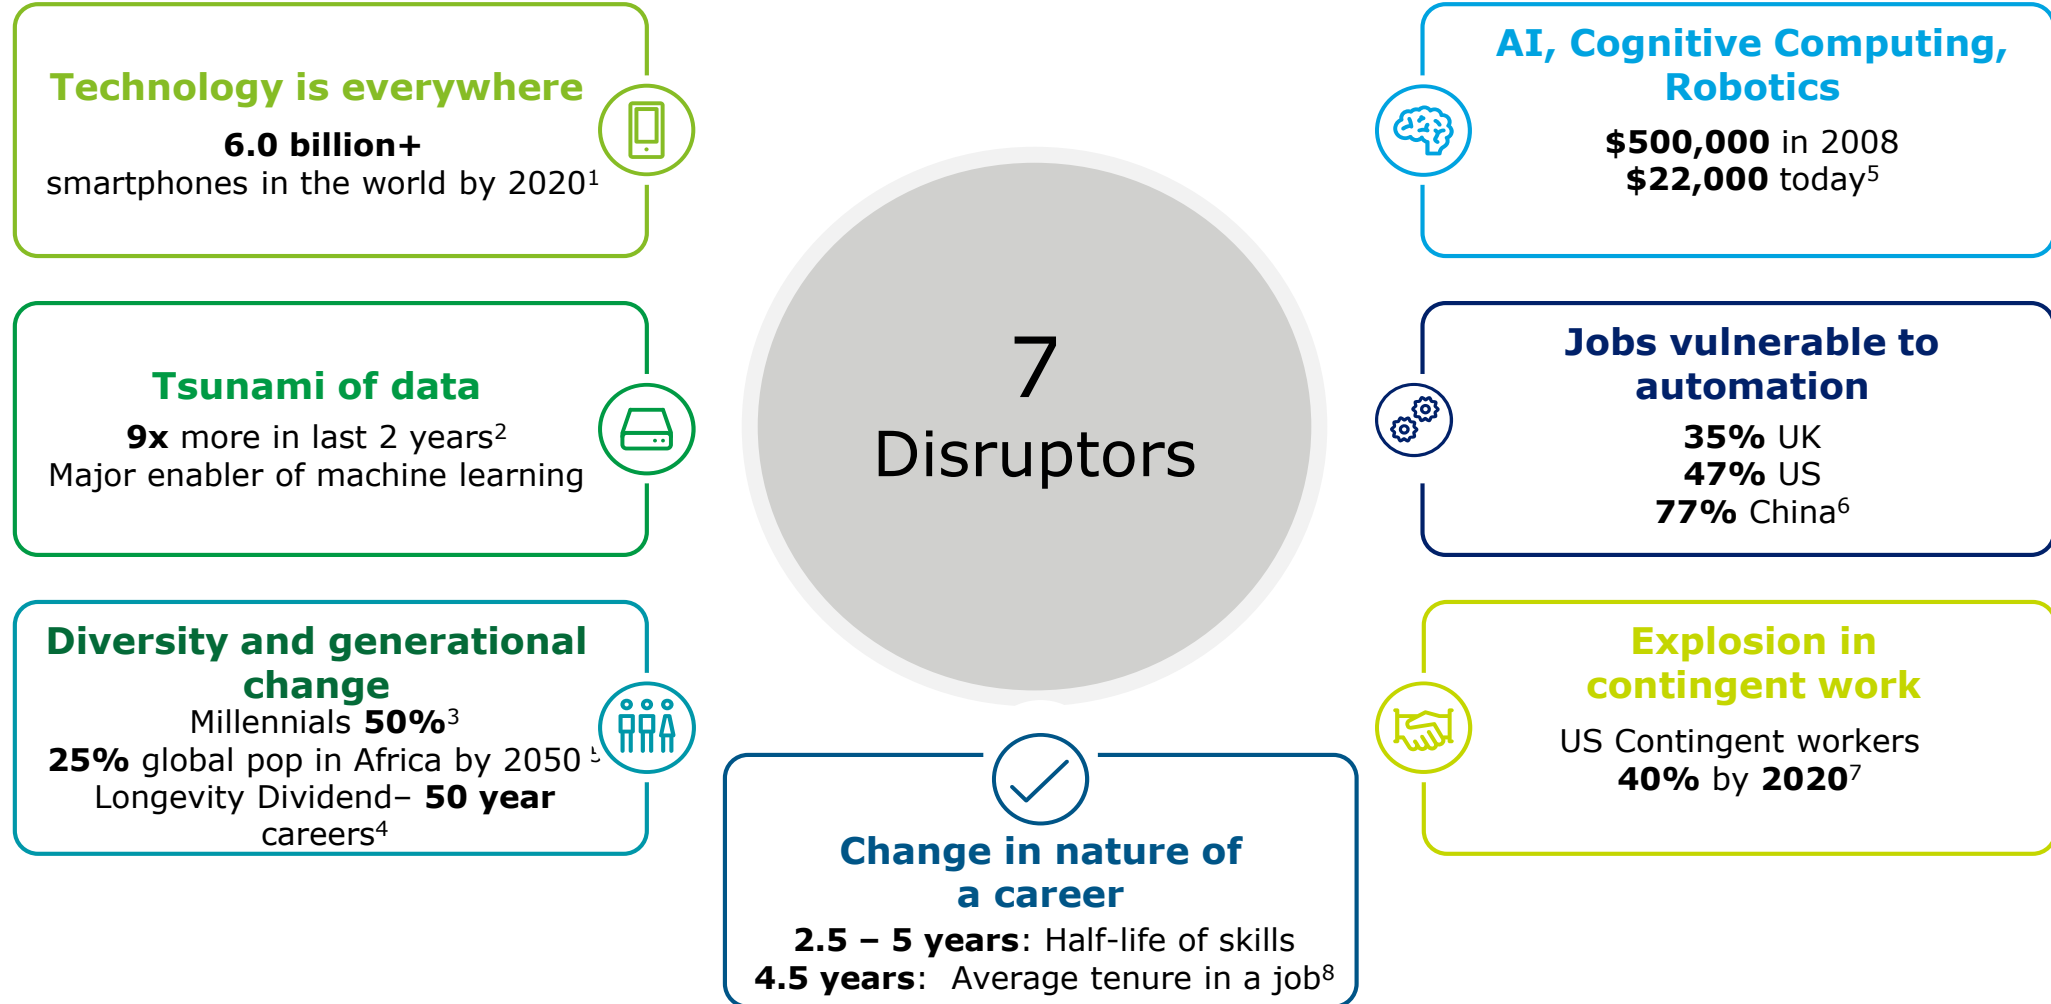 Technology is everywhere
6.0 billion+
smartphones in the world by 2020¹
Tsunami of data
9x more in last 2 years²
Major enabler of machine learning
Diversity and generational
change
Millennials 50%³
25% global pop in Africa by 2050
Longevity Dividend– 50 year
careers⁴
7
Disruptors
Change in nature of
a career
2.5 – 5 years: Half-life of skills
4.5 years: Average tenure in a job⁸
AI, Cognitive Computing,
Robotics
$500,000 in 2008
$22,000 today⁵
Jobs vulnerable to
automation
35% UK
47% US
77% China⁶
Explosion in
contingent work
US Contingent workers
40% by 2020⁷